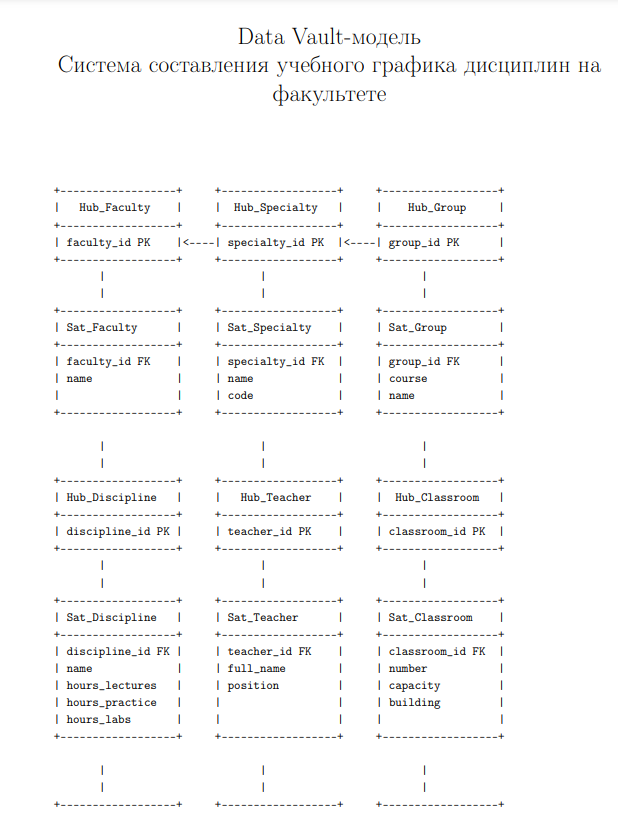 Data Vault-модель
Система составления учебного графика дисциплин на
факультете
+------------------+     +------------------+     +------------------+
|   Hub_Faculty    |     |  Hub_Specialty   |     |    Hub_Group     |
+------------------+     +------------------+     +------------------+
| faculty_id PK    |<----| specialty_id PK  |<----| group_id PK      |
+------------------+     +------------------+     +------------------+
       |                        |                        |
       |                        |                        |
+------------------+     +------------------+     +------------------+
| Sat_Faculty      |     | Sat_Specialty    |     | Sat_Group        |
+------------------+     +------------------+     +------------------+
| faculty_id FK    |     | specialty_id FK  |     | group_id FK      |
| name             |     | name             |     | course           |
|                  |     | code             |     | name             |
+------------------+     +------------------+     +------------------+
       |                        |                        |
       |                        |                        |
+------------------+     +------------------+     +------------------+
| Hub_Discipline   |     |   Hub_Teacher    |     |  Hub_Classroom   |
+------------------+     +------------------+     +------------------+
| discipline_id PK |     | teacher_id PK    |     | classroom_id PK  |
+------------------+     +------------------+     +------------------+
       |                        |                        |
       |                        |                        |
+------------------+     +------------------+     +------------------+
| Sat_Discipline   |     | Sat_Teacher      |     | Sat_Classroom    |
+------------------+     +------------------+     +------------------+
| discipline_id FK |     | teacher_id FK    |     | classroom_id FK  |
| name             |     | full_name        |     | number           |
| hours_lectures   |     | position         |     | capacity         |
| hours_practice   |     |                  |     | building         |
| hours_labs       |     |                  |     |                  |
+------------------+     +------------------+     +------------------+
       |                        |                        |
       |                        |                        |
+------------------+     +------------------+     +------------------+